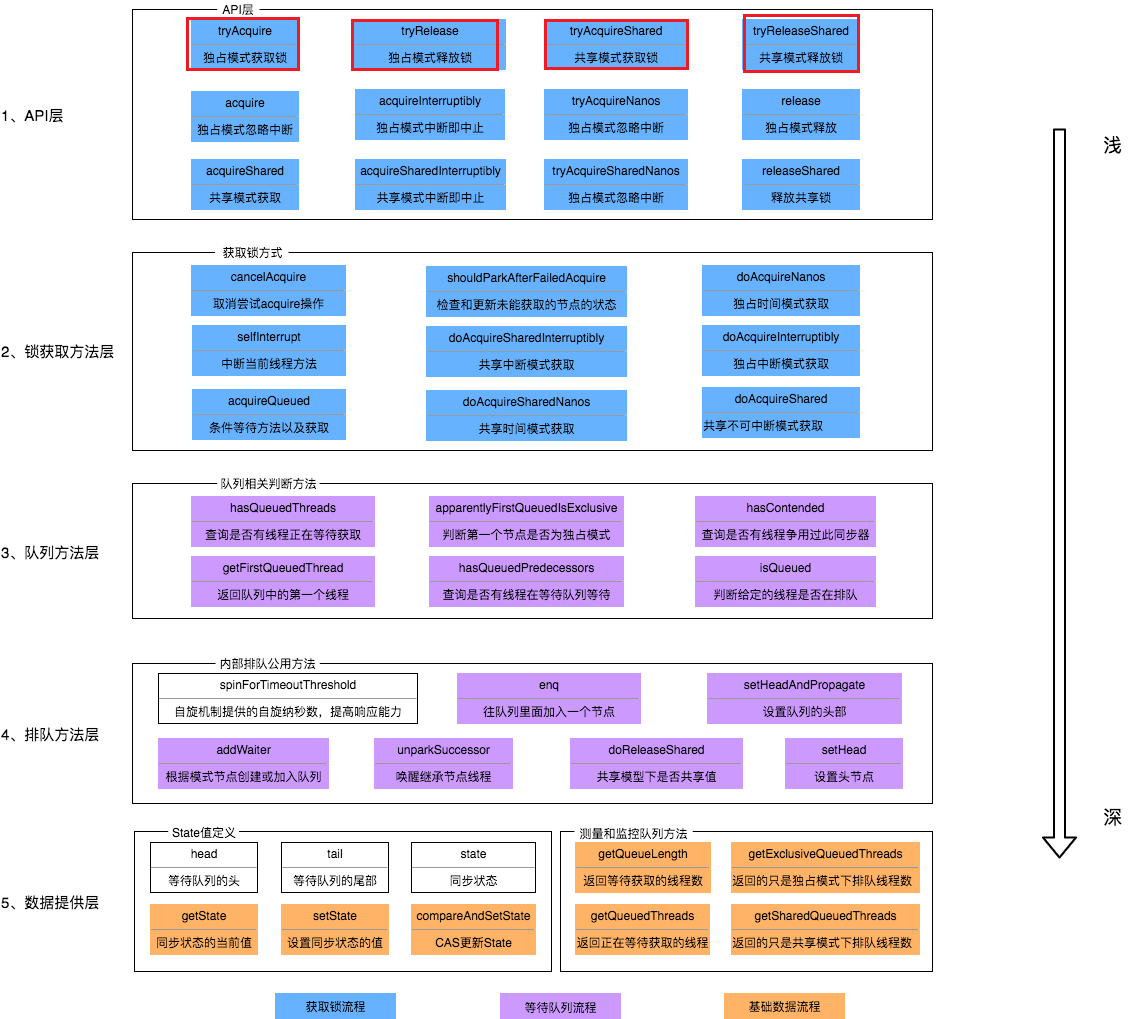 API层
tryAcquire
独占模式获取锁
tryRelease
独占模式释放锁
tryAcquireShared
共享模式获取锁
tryReleaseShared
共享模式释放锁
1、API层
acquire
独占模式忽略中断
acquireInterruptibly
独占模式中断即中止
tryAcquireNanos
独占模式忽略中断
release
独占模式释放
acquireShared
共享模式获取
acquireSharedInterruptibly
共享模式中断即中止
tryAcquireSharedNanos
独占模式忽略中断
releaseShared
释放共享锁
浅
获取锁方式
cancelAcquire
取消尝试acquire操作
shouldParkAfterFailedAcquire
检查和更新未能获取的节点的状态
doAcquireNanos
独占时间模式获取
2、锁获取方法层
selfInterrupt
中断当前线程方法
doAcquireSharedInterruptibly
共享中断模式获取
doAcquireInterruptibly
独占中断模式获取
acquireQueued
条件等待方法以及获取
doAcquireSharedNanos
共享时间模式获取
doAcquireShared
共享不可中断模式获取
队列相关判断方法
hasQueuedThreads
查询是否有线程正在等待获取
apparentlyFirstQueuedIsExclusive
判断第一个节点是否为独占模式
hasContended
查询是否有线程争用过此同步器
3、队列方法层
getFirstQueuedThread
返回队列中的第一个线程
hasQueuedPredecessors
查询是否有线程在等待队列等待
isQueued
判断给定的线程是否在排队
内部排队公用方法
spinForTimeoutThreshold
自旋机制提供的自旋纳秒数，提高响应能力
enq
往队列里面加入一个节点
setHeadAndPropagate
设置队列的头部
4、排队方法层
addWaiter
根据模式节点创建或加入队列
unparkSuccessor
唤醒继承节点线程
doReleaseShared
共享模型下是否共享值
setHead
设置头节点
深
State值定义
head
等待队列的头
tail
等待队列的尾部
state
同步状态
getState
同步状态的当前值
setState
设置同步状态的值
compareAndSetState
CAS更新State
5、数据提供层
测量和监控队列方法
getQueueLength
返回等待获取的线程数
getExclusiveQueuedThreads
返回的只是独占模式下排队线程数
getQueuedThreads
返回正在等待获取的线程
getSharedQueuedThreads
返回的只是共享模式下排队线程数
获取锁流程
等待队列流程
基础数据流程